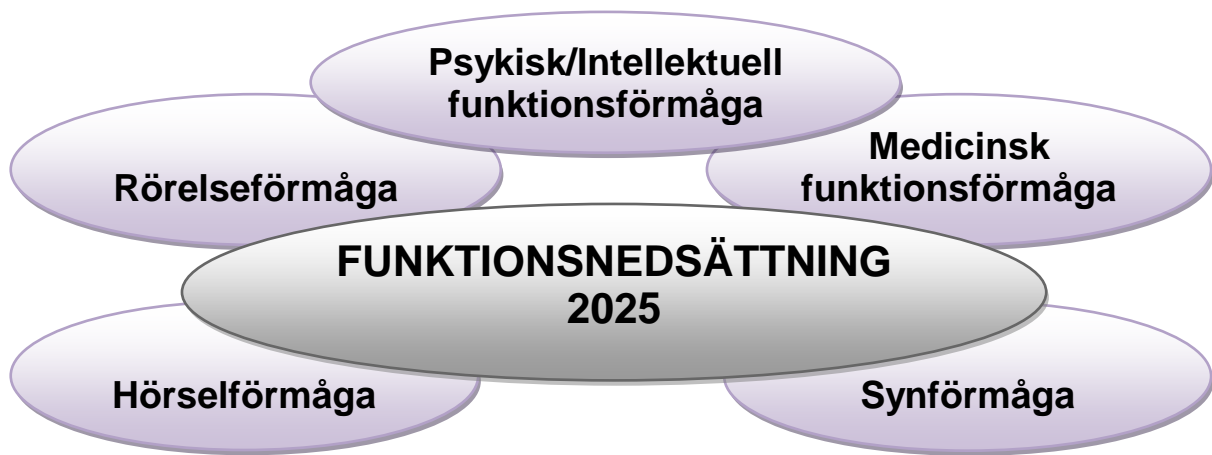 Psykisk/Intellektuell
funktionsförmåga
Medicinsk
funktionsförmåga
Rörelseförmåga
FUNKTIONSNEDSÄTTNING
2025
Hörselförmåga
Synförmåga